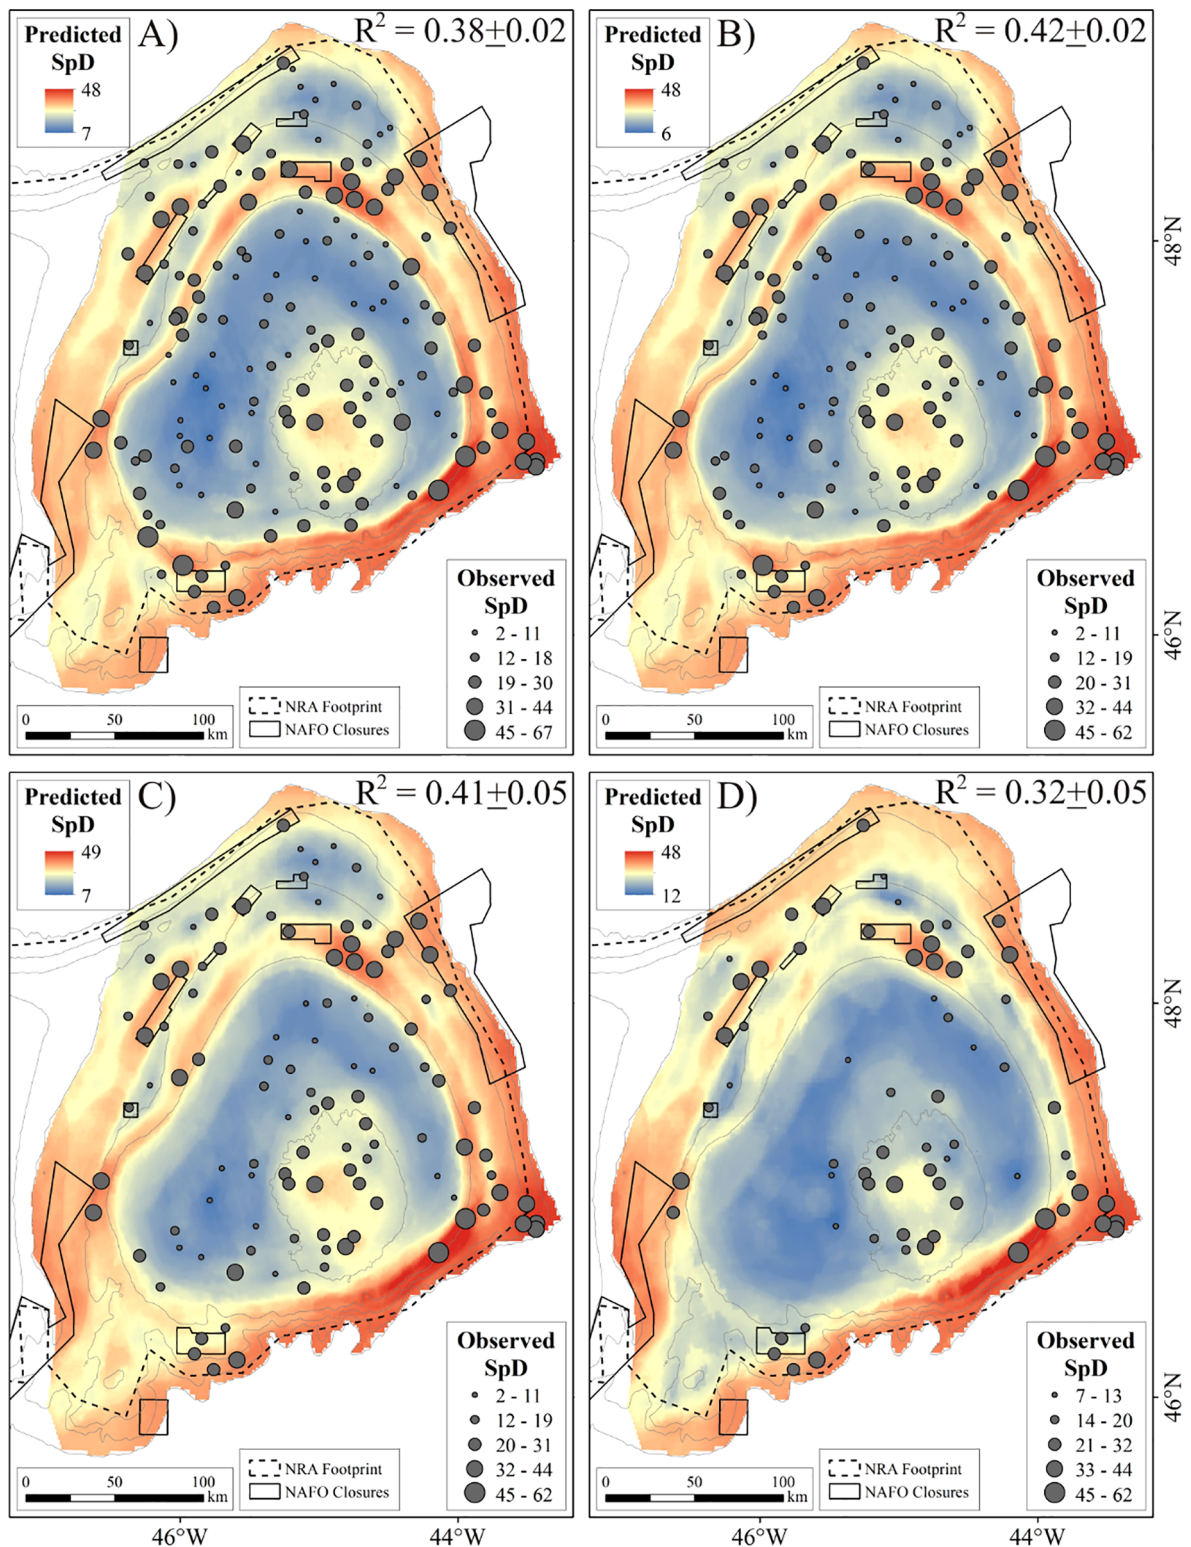 Predicted
SpD
48
7
A)
R² = 0.38±0.02
Observed
SpD
2 - 11
12 - 18
19 - 30
31 - 44
45 - 67
NRA Footprint
NAFO Closures
0 50 100
km
Predicted
SpD
48
6
B)
R² = 0.42±0.02
48°N
46°N
Observed
SpD
2 - 11
12 - 19
20 - 31
32 - 44
45 - 62
NRA Footprint
NAFO Closures
0 50 100
km
Predicted
SpD
49
7
C)
R² = 0.41±0.05
Observed
SpD
2 - 11
12 - 19
20 - 31
32 - 44
45 - 62
NRA Footprint
NAFO Closures
0 50 100
km
46°W 44°W
Predicted
SpD
48
12
D)
R² = 0.32±0.05
48°N
46°N
Observed
SpD
7 - 13
14 - 20
21 - 32
33 - 44
45 - 62
NRA Footprint
NAFO Closures
0 50 100
km
46°W 44°W